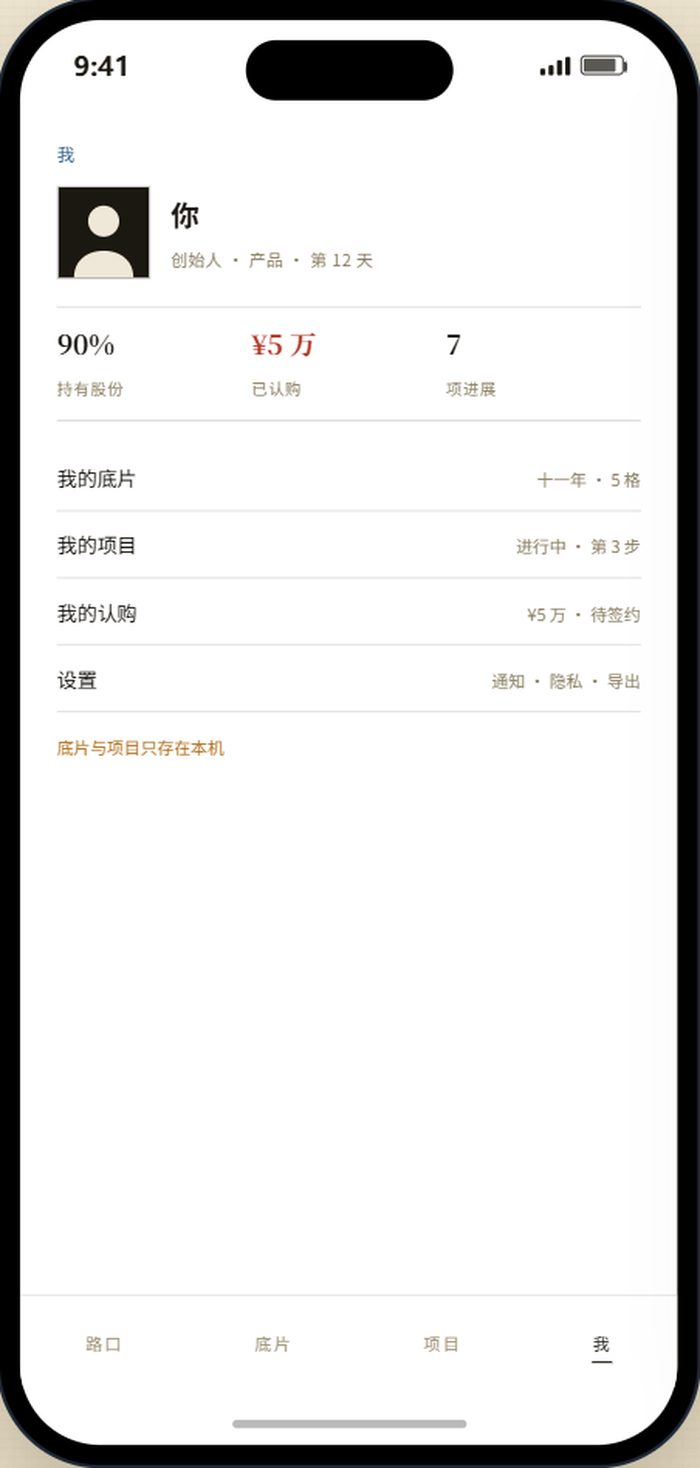 9:41
我
你
创始人 · 产品 · 第 12 天
90% ¥5 万 7
持有股份 已认购 项进展
我的底片 十一年 · 5 格
我的项目 进行中 · 第 3 步
我的认购 ¥5 万 · 待签约
设置 通知 · 隐私 · 导出
底片与项目只存在本机
路口 底片 项目 我